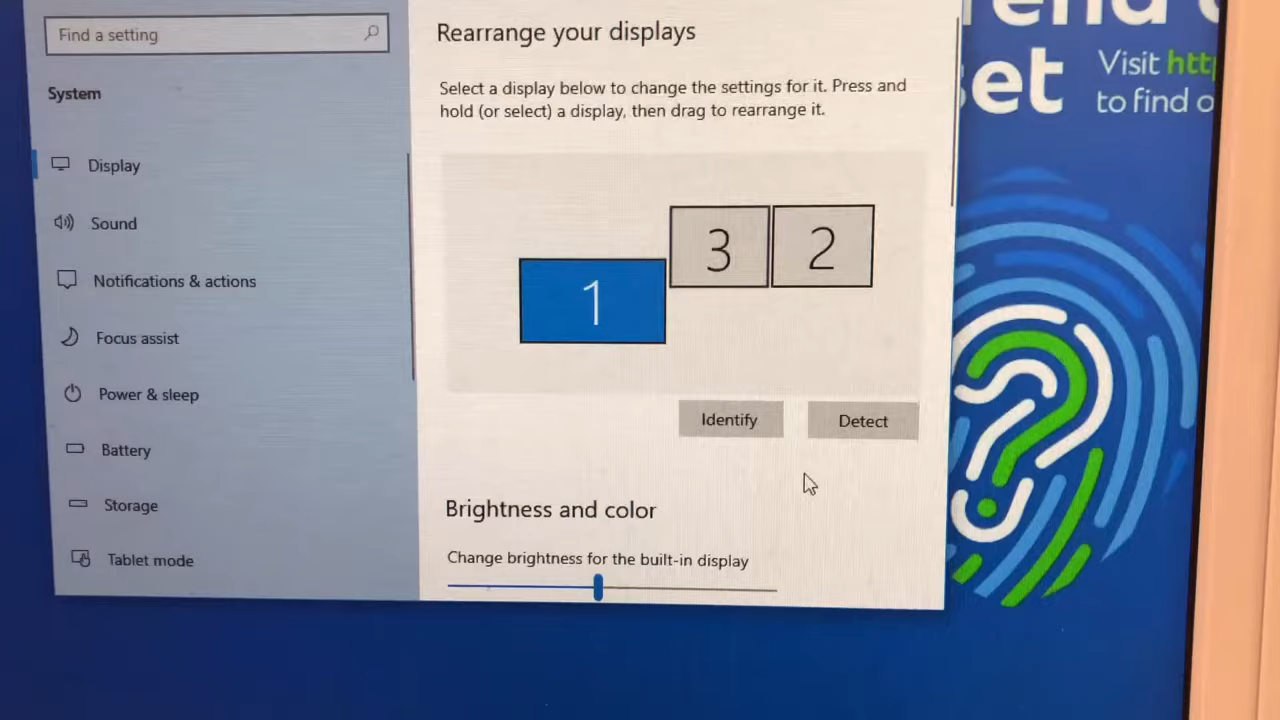 Find a setting
System
Display
Sound
Notifications & actions
Focus assist
Power & sleep
Battery
Storage
Tablet mode
Rearrange your displays
Select a display below to change the settings for it. Press and
hold (or select) a display, then drag to rearrange it.
1
3
2
Identify
Detect
Brightness and color
Change brightness for the built-in display
et
Visit
to find